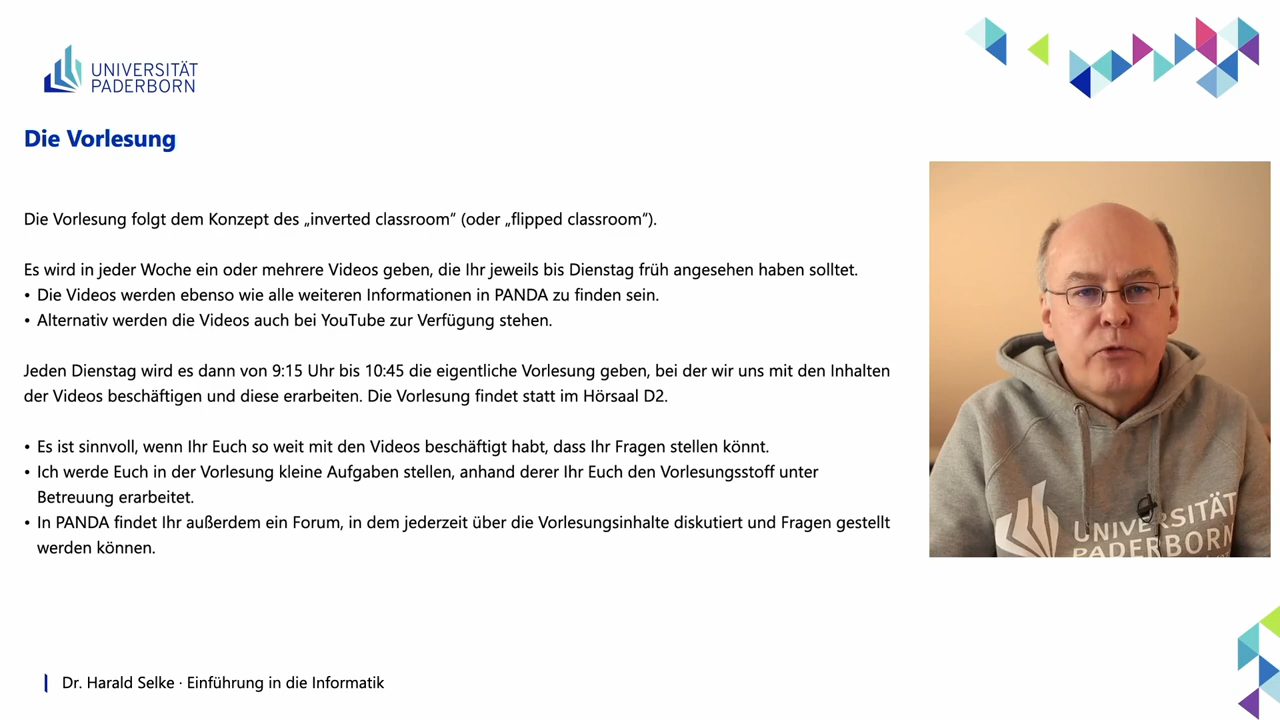 UNIVERSITÄT
PADERBORN
Die Vorlesung
Die Vorlesung folgt dem Konzept des „inverted classroom“ (oder „flipped classroom“).
Es wird in jeder Woche ein oder mehrere Videos geben, die Ihr jeweils bis Dienstag früh angesehen haben solltet.
• Die Videos werden ebenso wie alle weiteren Informationen in PANDA zu finden sein.
• Alternativ werden die Videos auch bei YouTube zur Verfügung stehen.
Jeden Dienstag wird es dann von 9:15 Uhr bis 10:45 die eigentliche Vorlesung geben, bei der wir uns mit den Inhalten
der Videos beschäftigen und diese erarbeiten. Die Vorlesung findet statt im Hörsaal D2.
• Es ist sinnvoll, wenn Ihr Euch so weit mit den Videos beschäftigt habt, dass Ihr Fragen stellen könnt.
• Ich werde Euch in der Vorlesung kleine Aufgaben stellen, anhand derer Ihr Euch den Vorlesungsstoff unter
Betreuung erarbeitet.
• In PANDA findet Ihr außerdem ein Forum, in dem jederzeit über die Vorlesungsinhalte diskutiert und Fragen gestellt
werden können.
UNIVERSITÄT
PADERBORN
Dr. Harald Selke · Einführung in die Informatik